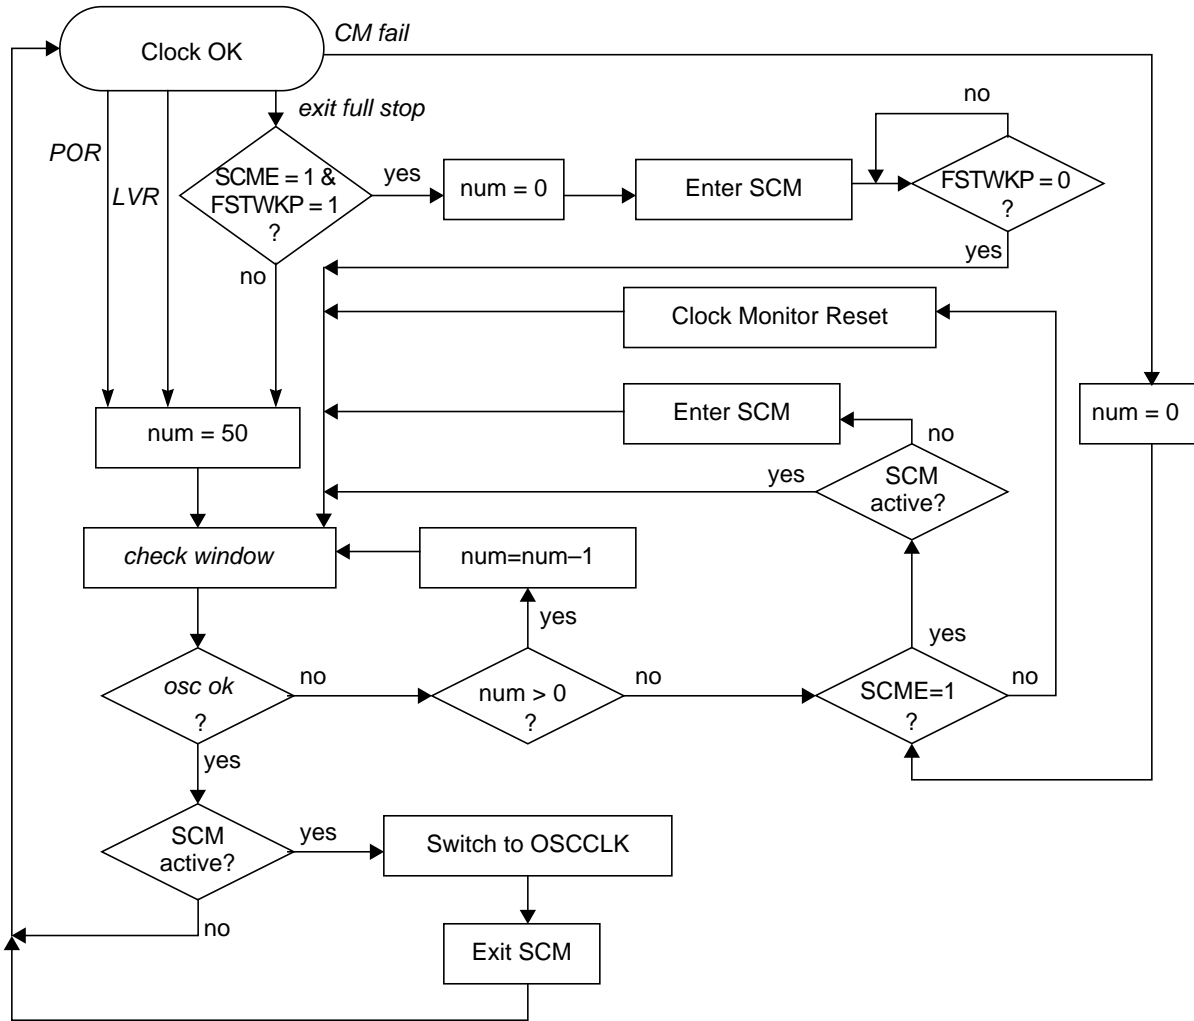 CM fail
Clock OK
exit full stop
no
POR
LVR
SCME = 1 &
FSTWKP = 1
?
yes
num = 0
Enter SCM
FSTWKP = 0
?
no
yes
Clock Monitor Reset
Enter SCM
num = 0
no
num = 50
yes
SCM
active?
check window
num=num–1
yes
yes
osc ok
?
no
num > 0
?
no
SCME=1
?
no
yes
SCM
active?
yes
Switch to OSCCLK
no
Exit SCM